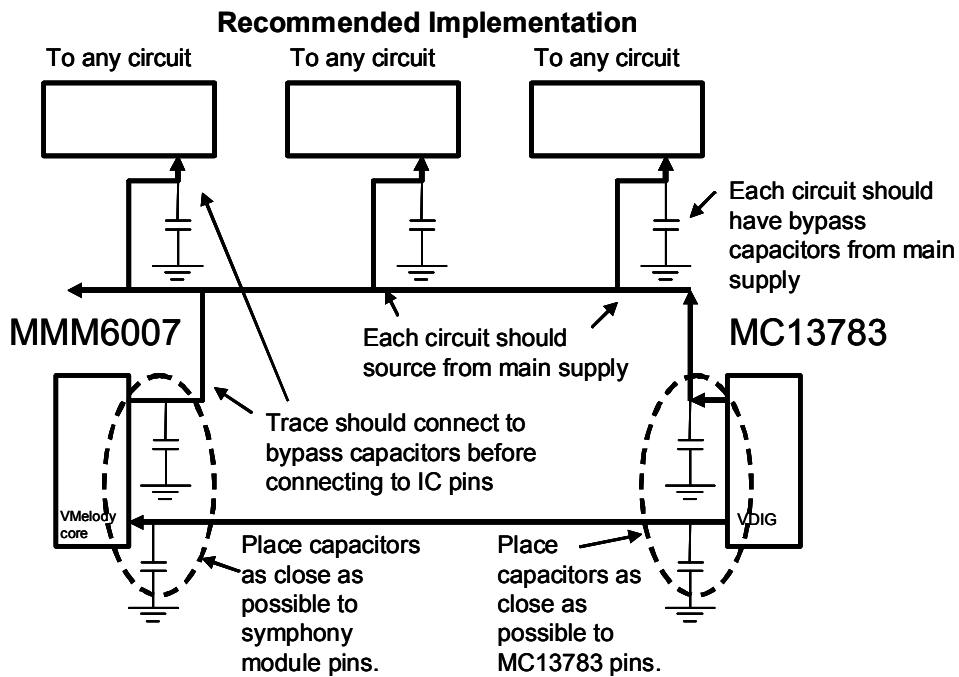 Recommended Implementation
To any circuit
To any circuit
To any circuit
Each circuit should
have bypass
capacitors from main
supply
MMM6007
Each circuit should
source from main supply
MC13783
Trace should connect to
bypass capacitors before
connecting to IC pins
VMelody
core
VDIG
Place capacitors
as close as
possible to
symphony
module pins.
Place
capacitors as
close as
possible to
MC13783 pins.